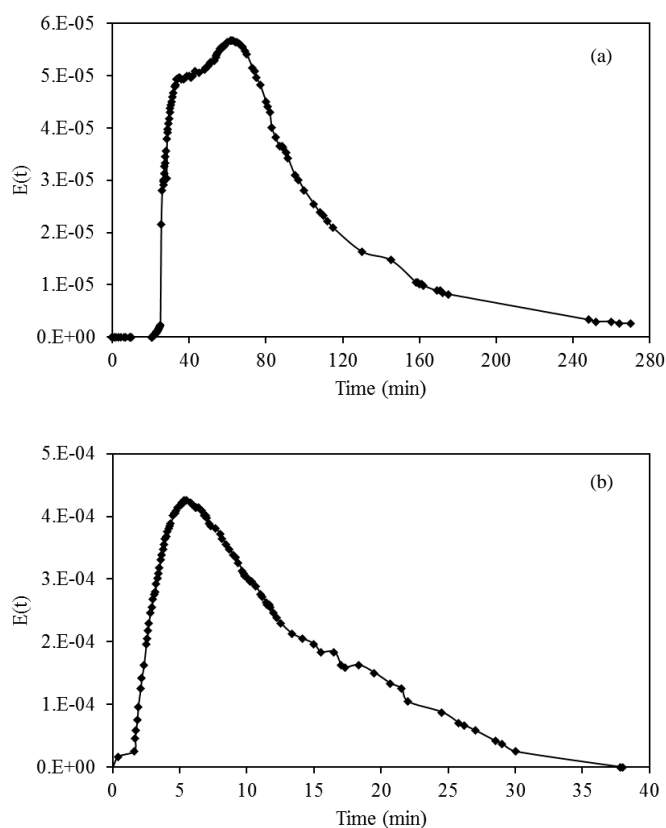 6.E-05
(a)
5.E-05
4.E-05
E(t)
3.E-05
2.E-05
1.E-05
0.E+00
0 40 80 120 160 200 240 280
Time (min)
5.E-04
(b)
4.E-04
3.E-04
E(t)
2.E-04
1.E-04
0.E+00
0 5 10 15 20 25 30 35 40
Time (min)